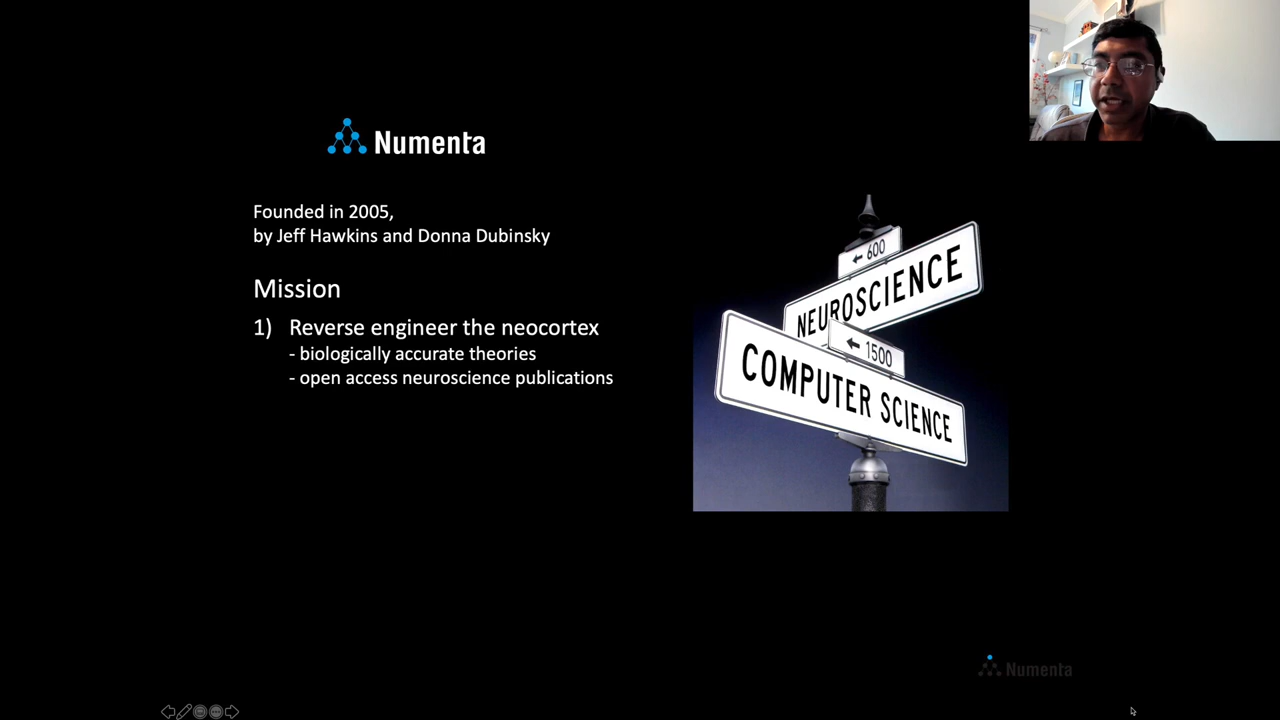 Numenta
Founded in 2005,
by Jeff Hawkins and Donna Dubinsky
Mission
1) Reverse engineer the neocortex
- biologically accurate theories
- open access neuroscience publications
← 600
NEUROSCIENCE
← 1500
COMPUTER SCIENCE
Numenta